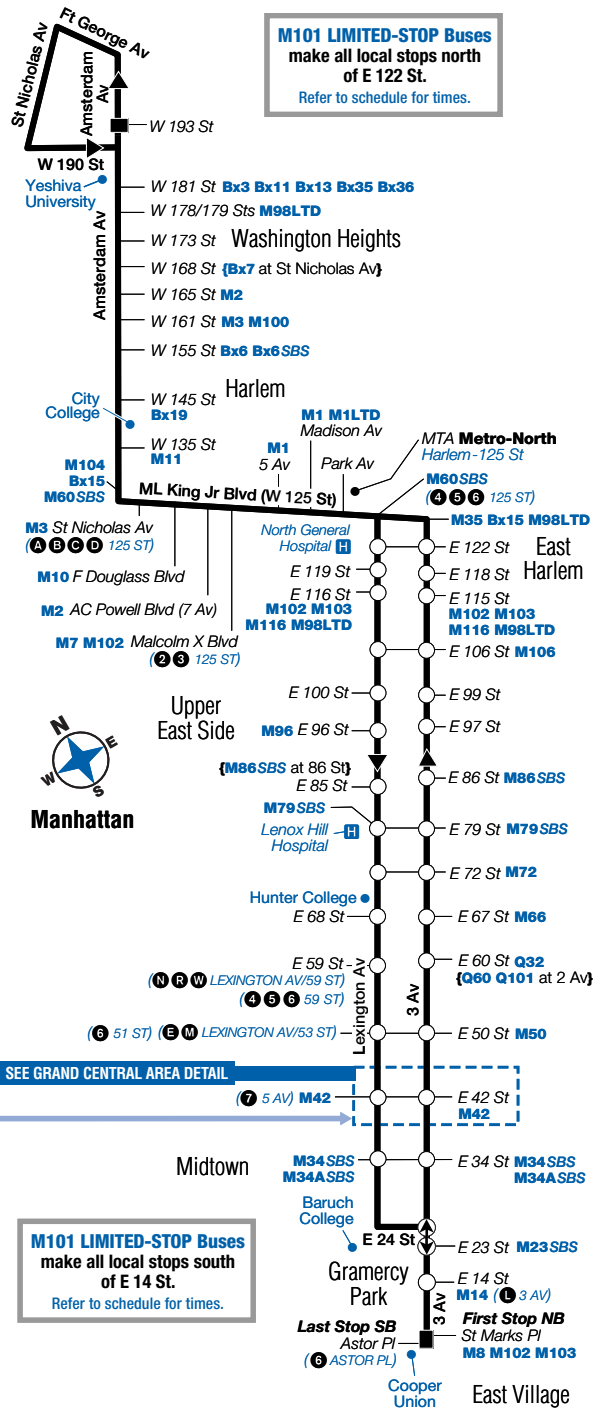 Ft George Av
St Nicholas Av
Amsterdam
Av
M101 LIMITED-STOP Buses
make all local stops north
of E 122 St.
Refer to schedule for times.
W 193 St
W 190 St
Yeshiva
University
Amsterdam Av
W 181 St Bx3 Bx11 Bx13 Bx35 Bx36
W 178/179 Sts M98LTD
W 173 St
Washington Heights
W 168 St {Bx7 at St Nicholas Av}
W 165 St M2
W 161 St M3 M100
W 155 St Bx6 Bx6SBS
Harlem
City
College
W 145 St
Bx19
W 135 St
M11
M104
Bx15
M60SBS
ML King Jr Blvd (W 125 St)
M1
5 Av
M1 M1LTD
Madison Av
Park Av
MTA Metro-North
Harlem-125 St
M60SBS
(4 5 6 125 ST)
M3 St Nicholas Av
(A B C D 125 ST)
M10 F Douglass Blvd
M2 AC Powell Blvd (7 Av)
M7 M102 Malcolm X Blvd
(2 3 125 ST)
North General
Hospital H
M35 Bx15 M98LTD
E 122 St
East
Harlem
E 119 St
E 118 St
E 116 St
M102 M103
M116 M98LTD
E 115 St
M102 M103
M116 M98LTD
E 106 St M106
E 100 St
E 99 St
Upper
East Side
M96 E 96 St
E 97 St
N
E
W
S
Manhattan
{M86SBS at 86 St}
E 85 St
E 86 St M86SBS
M79SBS
Lenox Hill
Hospital
H
E 79 St M79SBS
E 72 St M72
Hunter College
E 68 St
E 67 St M66
E 59 St
(N R W LEXINGTON AV/59 ST)
(4 5 6 59 ST)
E 60 St Q32
{Q60 Q101 at 2 Av}
Lexington Av
3 Av
(6 51 ST) (E M LEXINGTON AV/53 ST)
E 50 St M50
SEE GRAND CENTRAL AREA DETAIL
(7 5 AV) M42
E 42 St
M42
Midtown
M34SBS
M34ASBS
E 34 St M34SBS
M34ASBS
Baruch
College
E 24 St
E 23 St M23SBS
M101 LIMITED-STOP Buses
make all local stops south
of E 14 St.
Refer to schedule for times.
Gramercy
Park
E 14 St
M14 (L 3 AV)
3 Av
Last Stop SB
Astor Pl
(6 ASTOR PL)
First Stop NB
St Marks Pl
M8 M102 M103
Cooper
Union
East Village